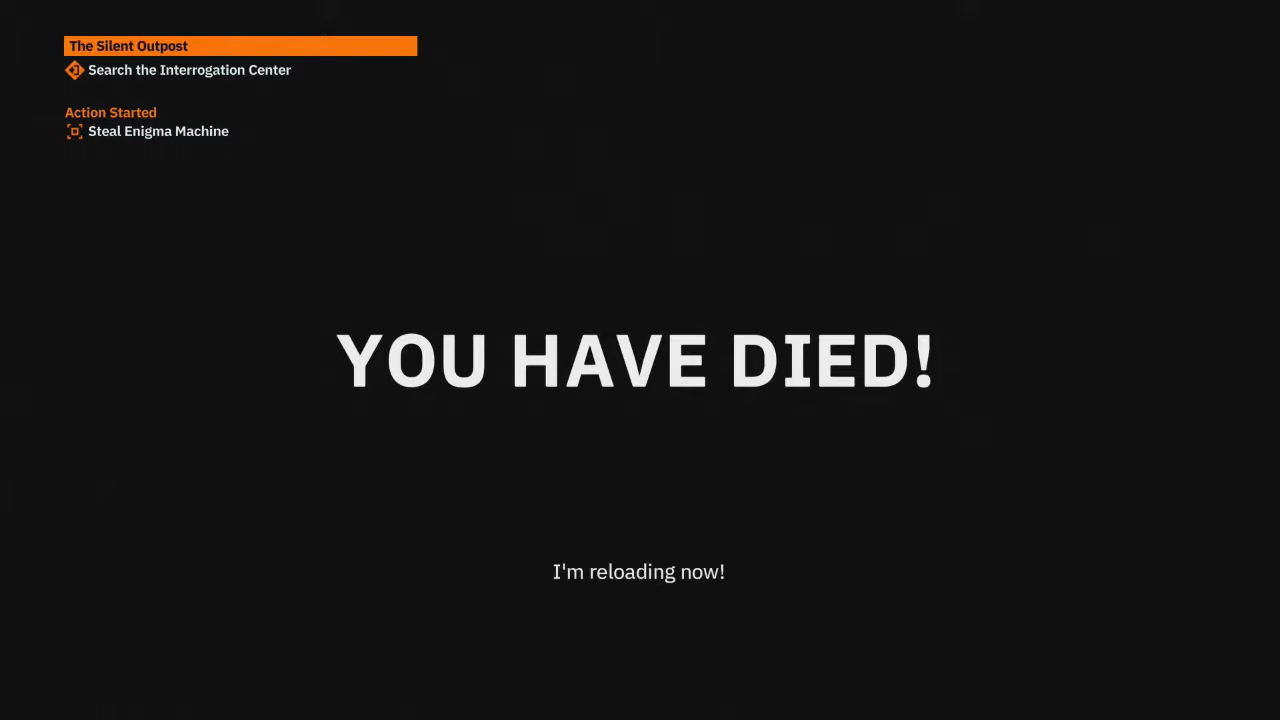 The Silent Outpost
Search the Interrogation Center
Action Started
Steal Enigma Machine
YOU HAVE DIED!
I'm reloading now!